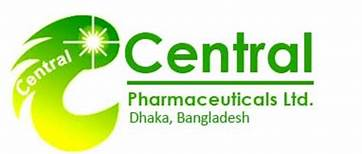 Central
Central
Pharmaceuticals Ltd.
Dhaka, Bangladesh